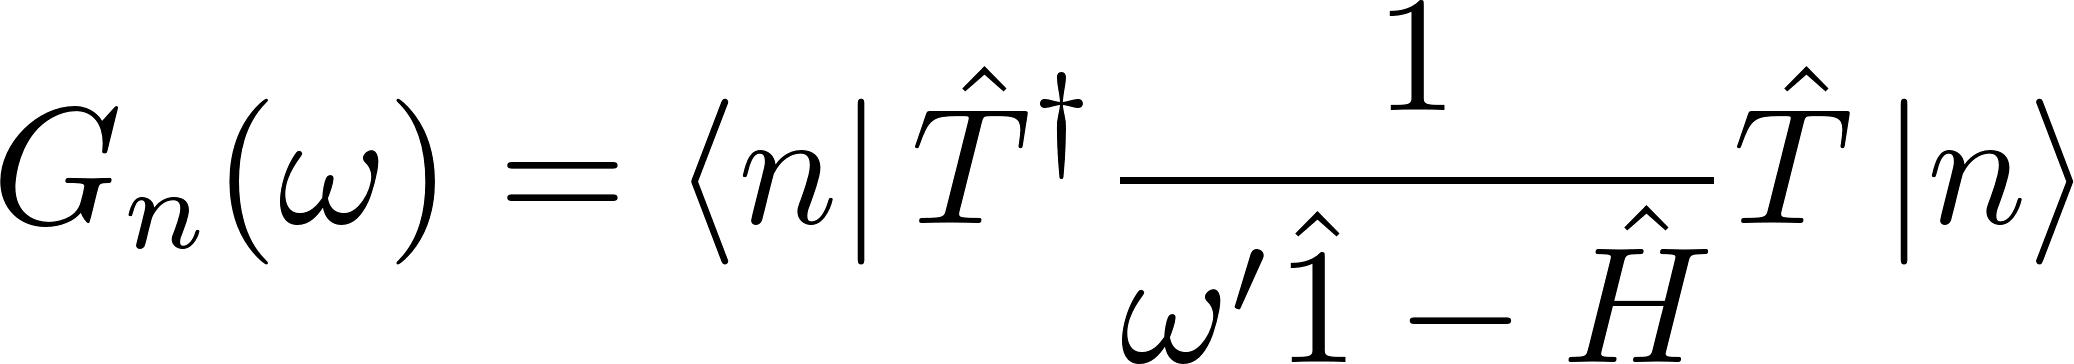 $G_n(\omega) = \langle n| \hat{T}^\dagger \frac{1}{\omega' \hat{1} - \hat{H}} \hat{T} |n\rangle$